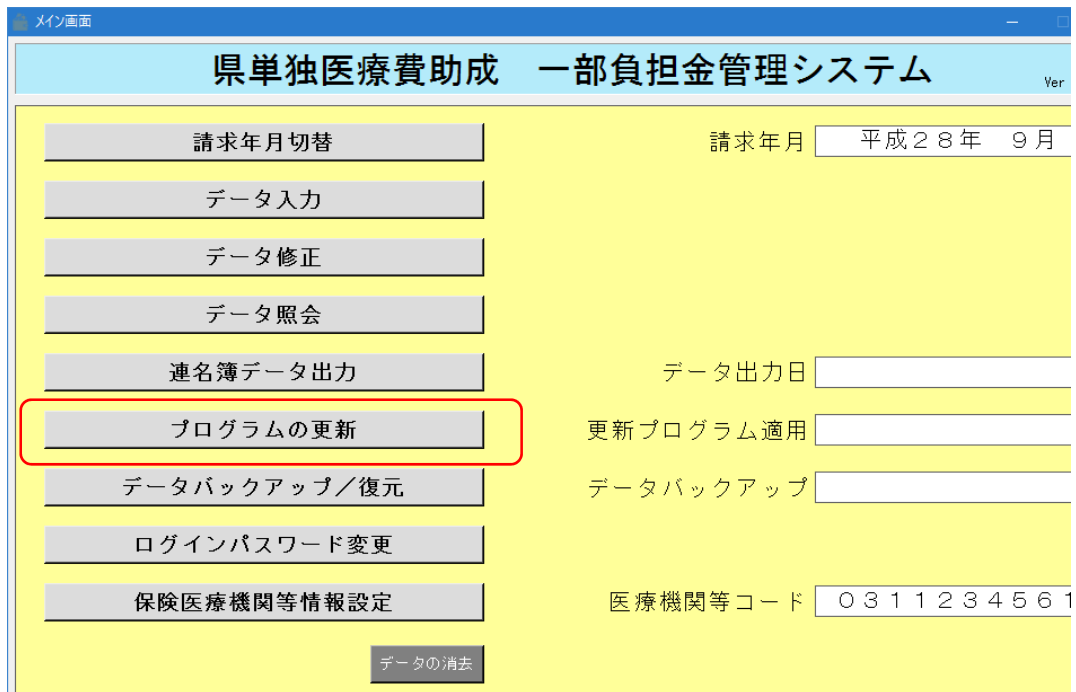 メイン画面
県単独医療費助成　一部負担金管理システム
Ver
請求年月切替
請求年月
平成２８年　９月
データ入力
データ修正
データ照会
連名簿データ出力
データ出力日
プログラムの更新
更新プログラム適用
データバックアップ／復元
データバックアップ
ログインパスワード変更
保険医療機関等情報設定
医療機関等コード
０３１１２３４５６１
データの消去